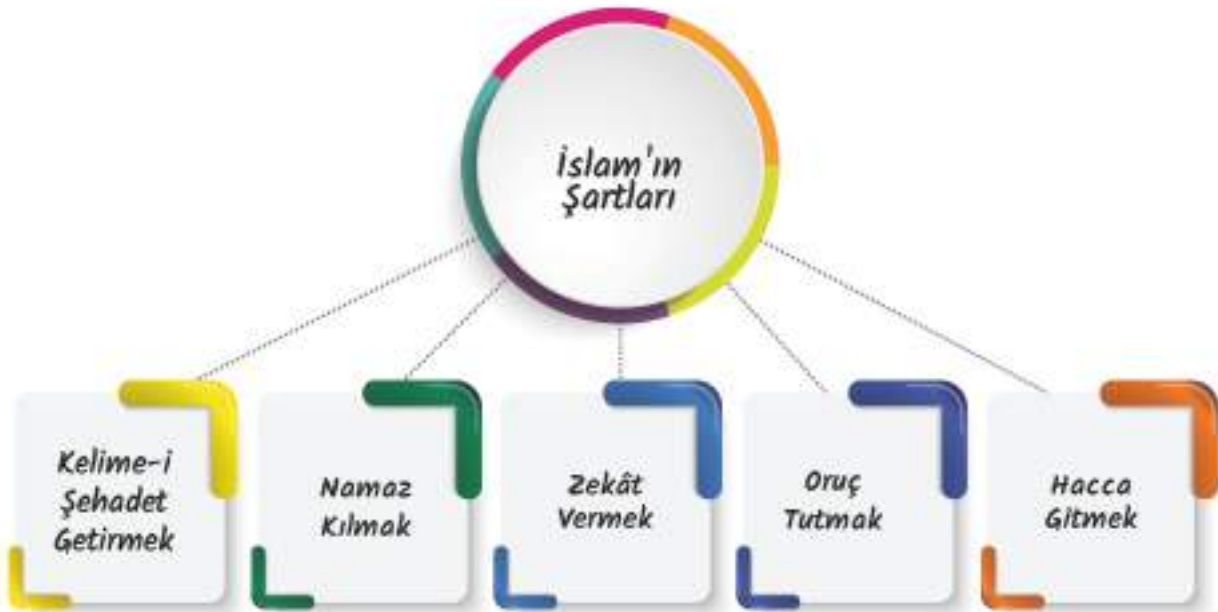 İslam'ın
Şartları
Kelime-i
Şehadet
Getirmek
Namaz
Kılmak
Zekât
Vermek
Oruç
Tutmak
Hacca
Gitmek